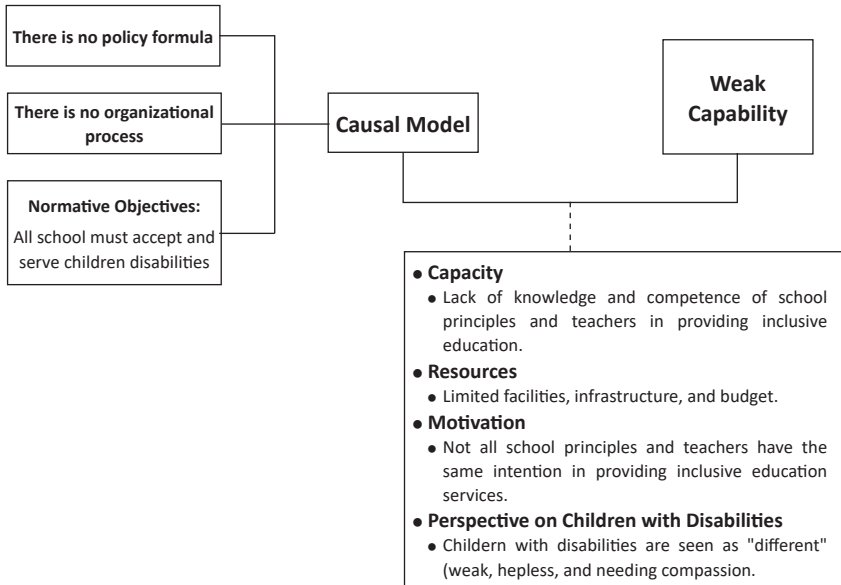 There is no policy formula
There is no organizational
process
Normative Objectives:
All school must accept and
serve children disabilities
Causal Model
Weak
Capability
● Capacity
● Lack of knowledge and competence of school
principles and teachers in providing inclusive
education.
● Resources
● Limited facilities, infrastructure, and budget.
● Motivation
● Not all school principles and teachers have the
same intention in providing inclusive education
services.
● Perspective on Children with Disabilities
● Childern with disabilities are seen as "different"
(weak, hepless, and needing compassion.